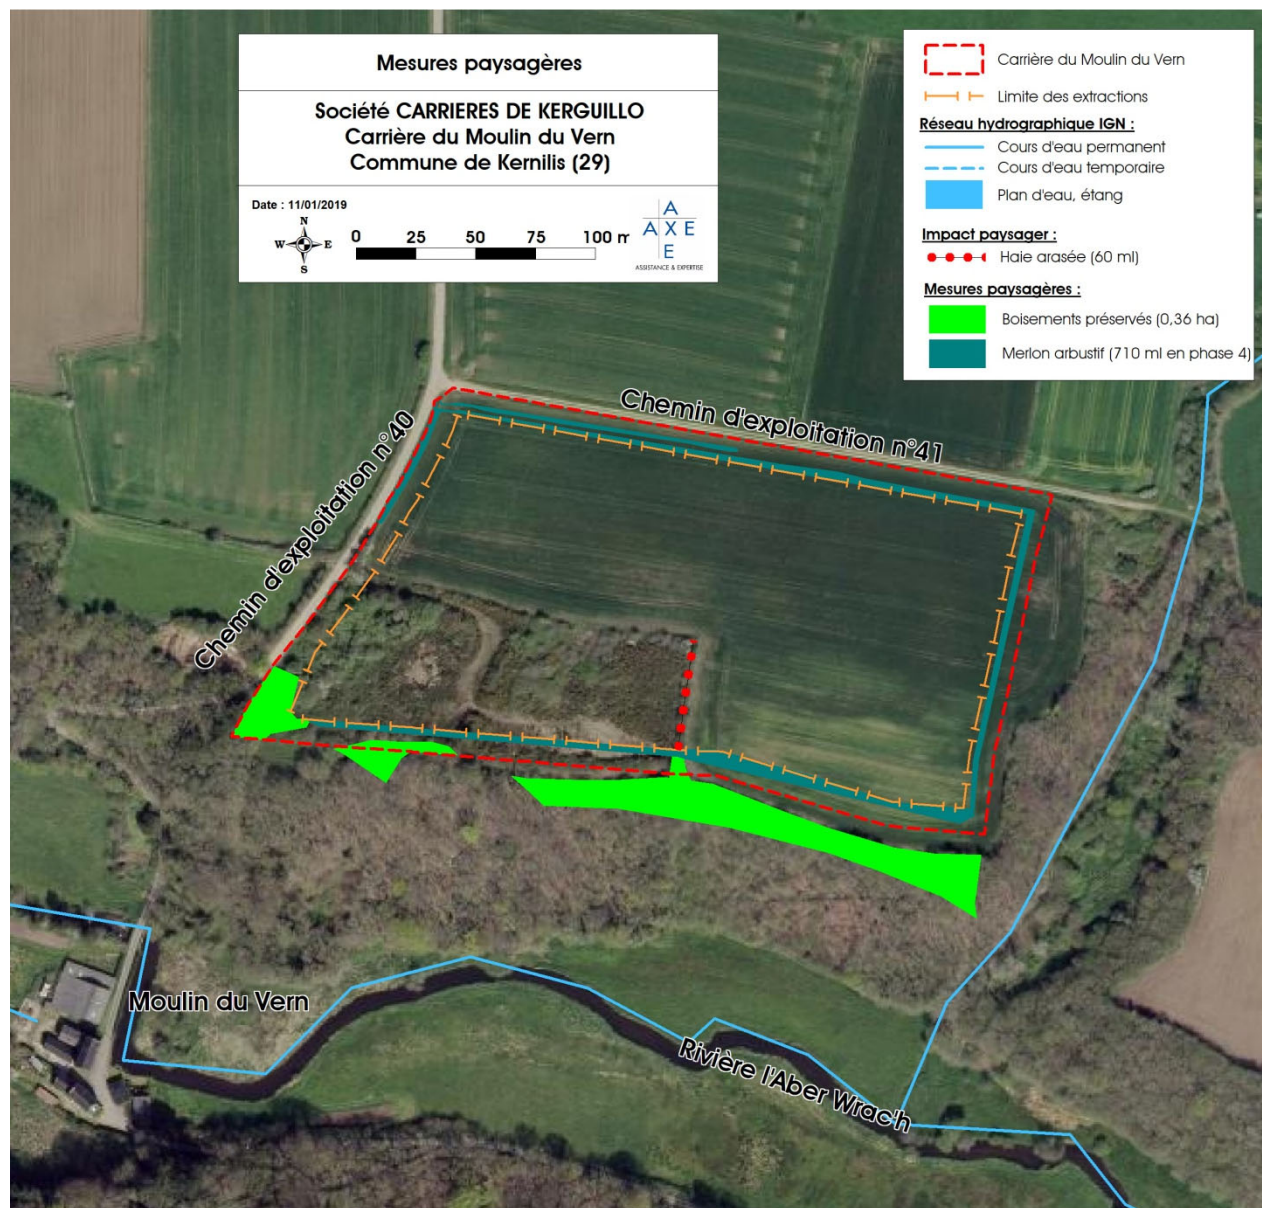 Mesures paysagères
Société CARRIERES DE KERGUILLO
Carrière du Moulin du Vern
Commune de Kernilis (29)
Date : 11/01/2019
N
W E
S
0 25 50 75 100 m
A
A X E E
E
ASSISTANCE & EXPERTISE
Carrière du Moulin du Vern
Limite des extractions
Réseau hydrographique IGN :
Cours d'eau permanent
Cours d'eau temporaire
Plan d'eau, étang
Impact paysager :
Haie arasée (60 ml)
Mesures paysagères :
Boisements préservés (0,36 ha)
Merlon arbustif (710 ml en phase 4)
Chemin d'exploitation n°40
Chemin d'exploitation n°41
Moulin du Vern
Rivière l'Aber Wrac'h